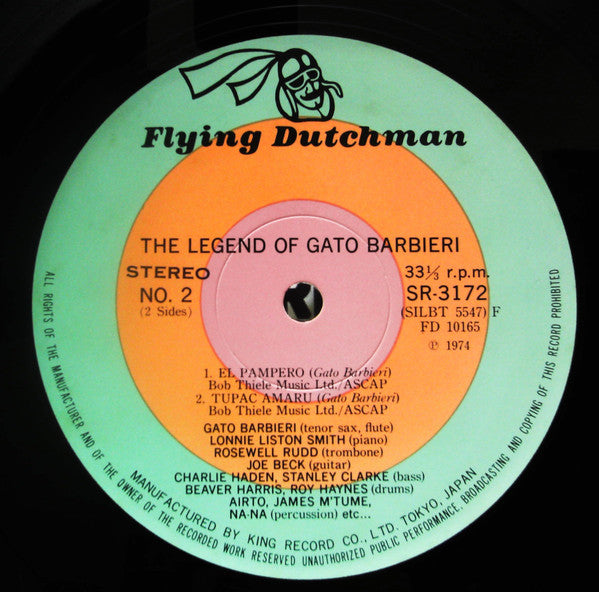 Flying Dutchman
THE LEGEND OF GATO BARBIERI
STEREO
NO. 2
(2 Sides)
33⅓ r.p.m.
SR-3172
(SILBT 5547) F
FD 10165
℗ 1974
1. EL PAMPERO (Gato Barbieri)
Bob Thiele Music Ltd./ASCAP
2. TUPAC AMARU (Gato Barbieri)
Bob Thiele Music Ltd./ASCAP
GATO BARBIERI (tenor sax, flute)
LONNIE LISTON SMITH (piano)
ROSEWELL RUDD (trombone)
JOE BECK (guitar)
CHARLIE HADEN, STANLEY CLARKE (bass)
BEAVER HARRIS, ROY HAYNES (drums)
AIRTO, JAMES M'TUME,
NA-NA (percussion) etc...
MANUFACTURED BY KING RECORD CO., LTD. TOKYO, JAPAN
ALL RIGHTS OF THE MANUFACTURER AND OF THE OWNER OF THE RECORDED WORK RESERVED UNAUTHORIZED PUBLIC PERFORMANCE, BROADCASTING AND COPYING OF THIS RECORD PROHIBITED